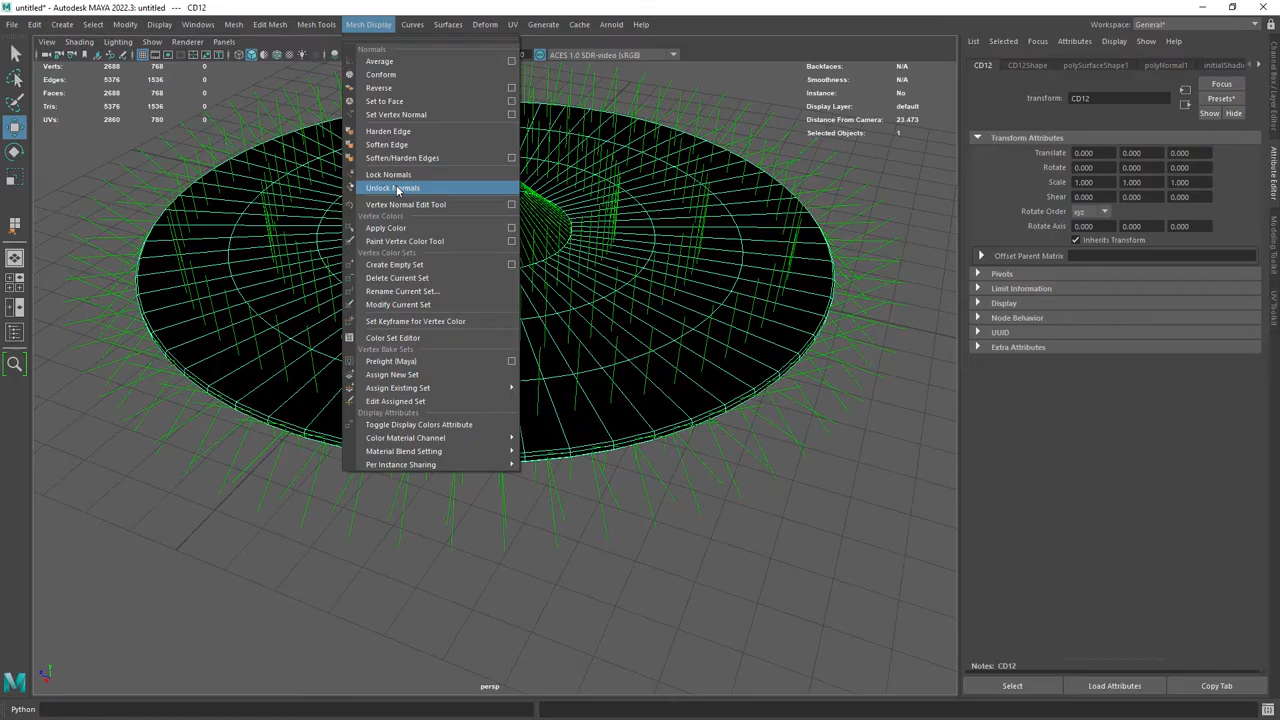 untitled* - Autodesk MAYA 2022.3: untitled --- CD12
File Edit Create Select Modify Display Windows Mesh Edit Mesh Mesh Tools Mesh Display Curves Surfaces Deform UV Generate Cache Arnold Help
Workspace: General*
View Shading Lighting Show Renderer Panels
ACES 1.0 SDR-video (sRGB)
List Selected Focus Attributes Display Show Help
Verts: 2688 768 0
Edges: 5376 1536 0
Faces: 2688 768 0
Tris: 5376 1536 0
UVs: 2860 780 0
Backfaces: N/A
Smoothness: N/A
Instance: No
Display Layer: default
Distance From Camera: 23.473
Selected Objects: 1
Normals
Average
Conform
Reverse
Set to Face
Set Vertex Normal
Harden Edge
Soften Edge
Soften/Harden Edges
Lock Normals
Unlock Normals
Vertex Normal Edit Tool
Vertex Colors
Apply Color
Paint Vertex Color Tool
Vertex Color Sets
Create Empty Set
Delete Current Set
Rename Current Set...
Modify Current Set
Set Keyframe for Vertex Color
Color Set Editor
Vertex Bake Sets
Prelight (Maya)
Assign New Set
Assign Existing Set
Edit Assigned Set
Display Attributes
Toggle Display Colors Attribute
Color Material Channel
Material Blend Setting
Per Instance Sharing
persp
CD12 CD12Shape polySurfaceShape1 polyNormal1 initialShadi
Focus
transform: CD12
Presets*
Show Hide
Transform Attributes
Translate 0.000 0.000 0.000
Rotate 0.000 0.000 0.000
Scale 1.000 1.000 1.000
Shear 0.000 0.000 0.000
Rotate Order xyz
Rotate Axis 0.000 0.000 0.000
Inherits Transform
Offset Parent Matrix
Pivots
Limit Information
Display
Node Behavior
UUID
Extra Attributes
Notes: CD12
Select Load Attributes Copy Tab
Channel Box / Layer Editor
Attribute Editor
Modeling Toolkit
UV Toolkit
Python